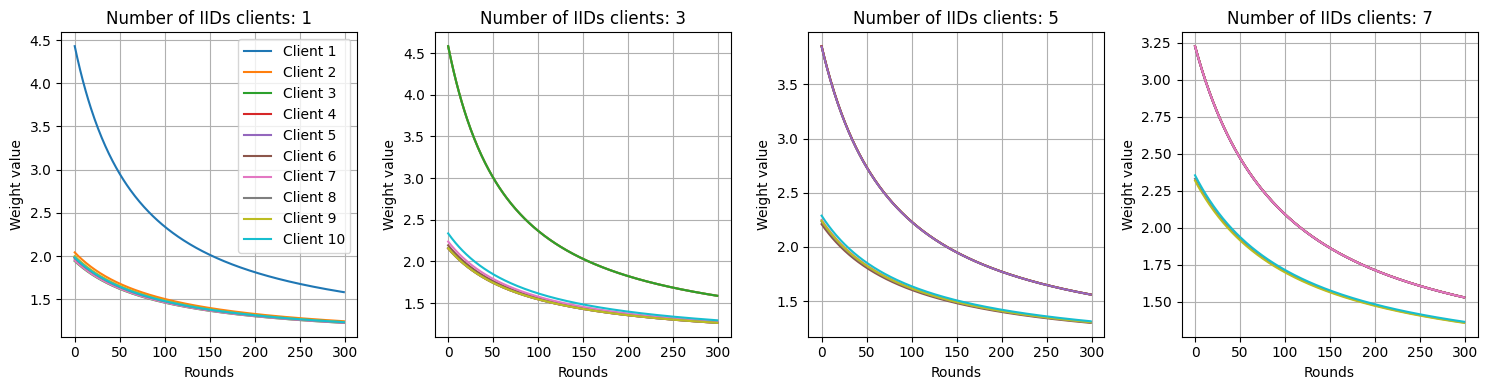 Number of IIDs clients: 1
Number of IIDs clients: 3
Number of IIDs clients: 5
Number of IIDs clients: 7
Weight value
4.5
4.0
3.5
3.0
2.5
2.0
1.5
Client 1
Client 2
Client 3
Client 4
Client 5
Client 6
Client 7
Client 8
Client 9
Client 10
0 50 100 150 200 250 300
Rounds
Weight value
4.5
4.0
3.5
3.0
2.5
2.0
1.5
0 50 100 150 200 250 300
Rounds
Weight value
3.5
3.0
2.5
2.0
1.5
0 50 100 150 200 250 300
Rounds
Weight value
3.25
3.00
2.75
2.50
2.25
2.00
1.75
1.50
0 50 100 150 200 250 300
Rounds